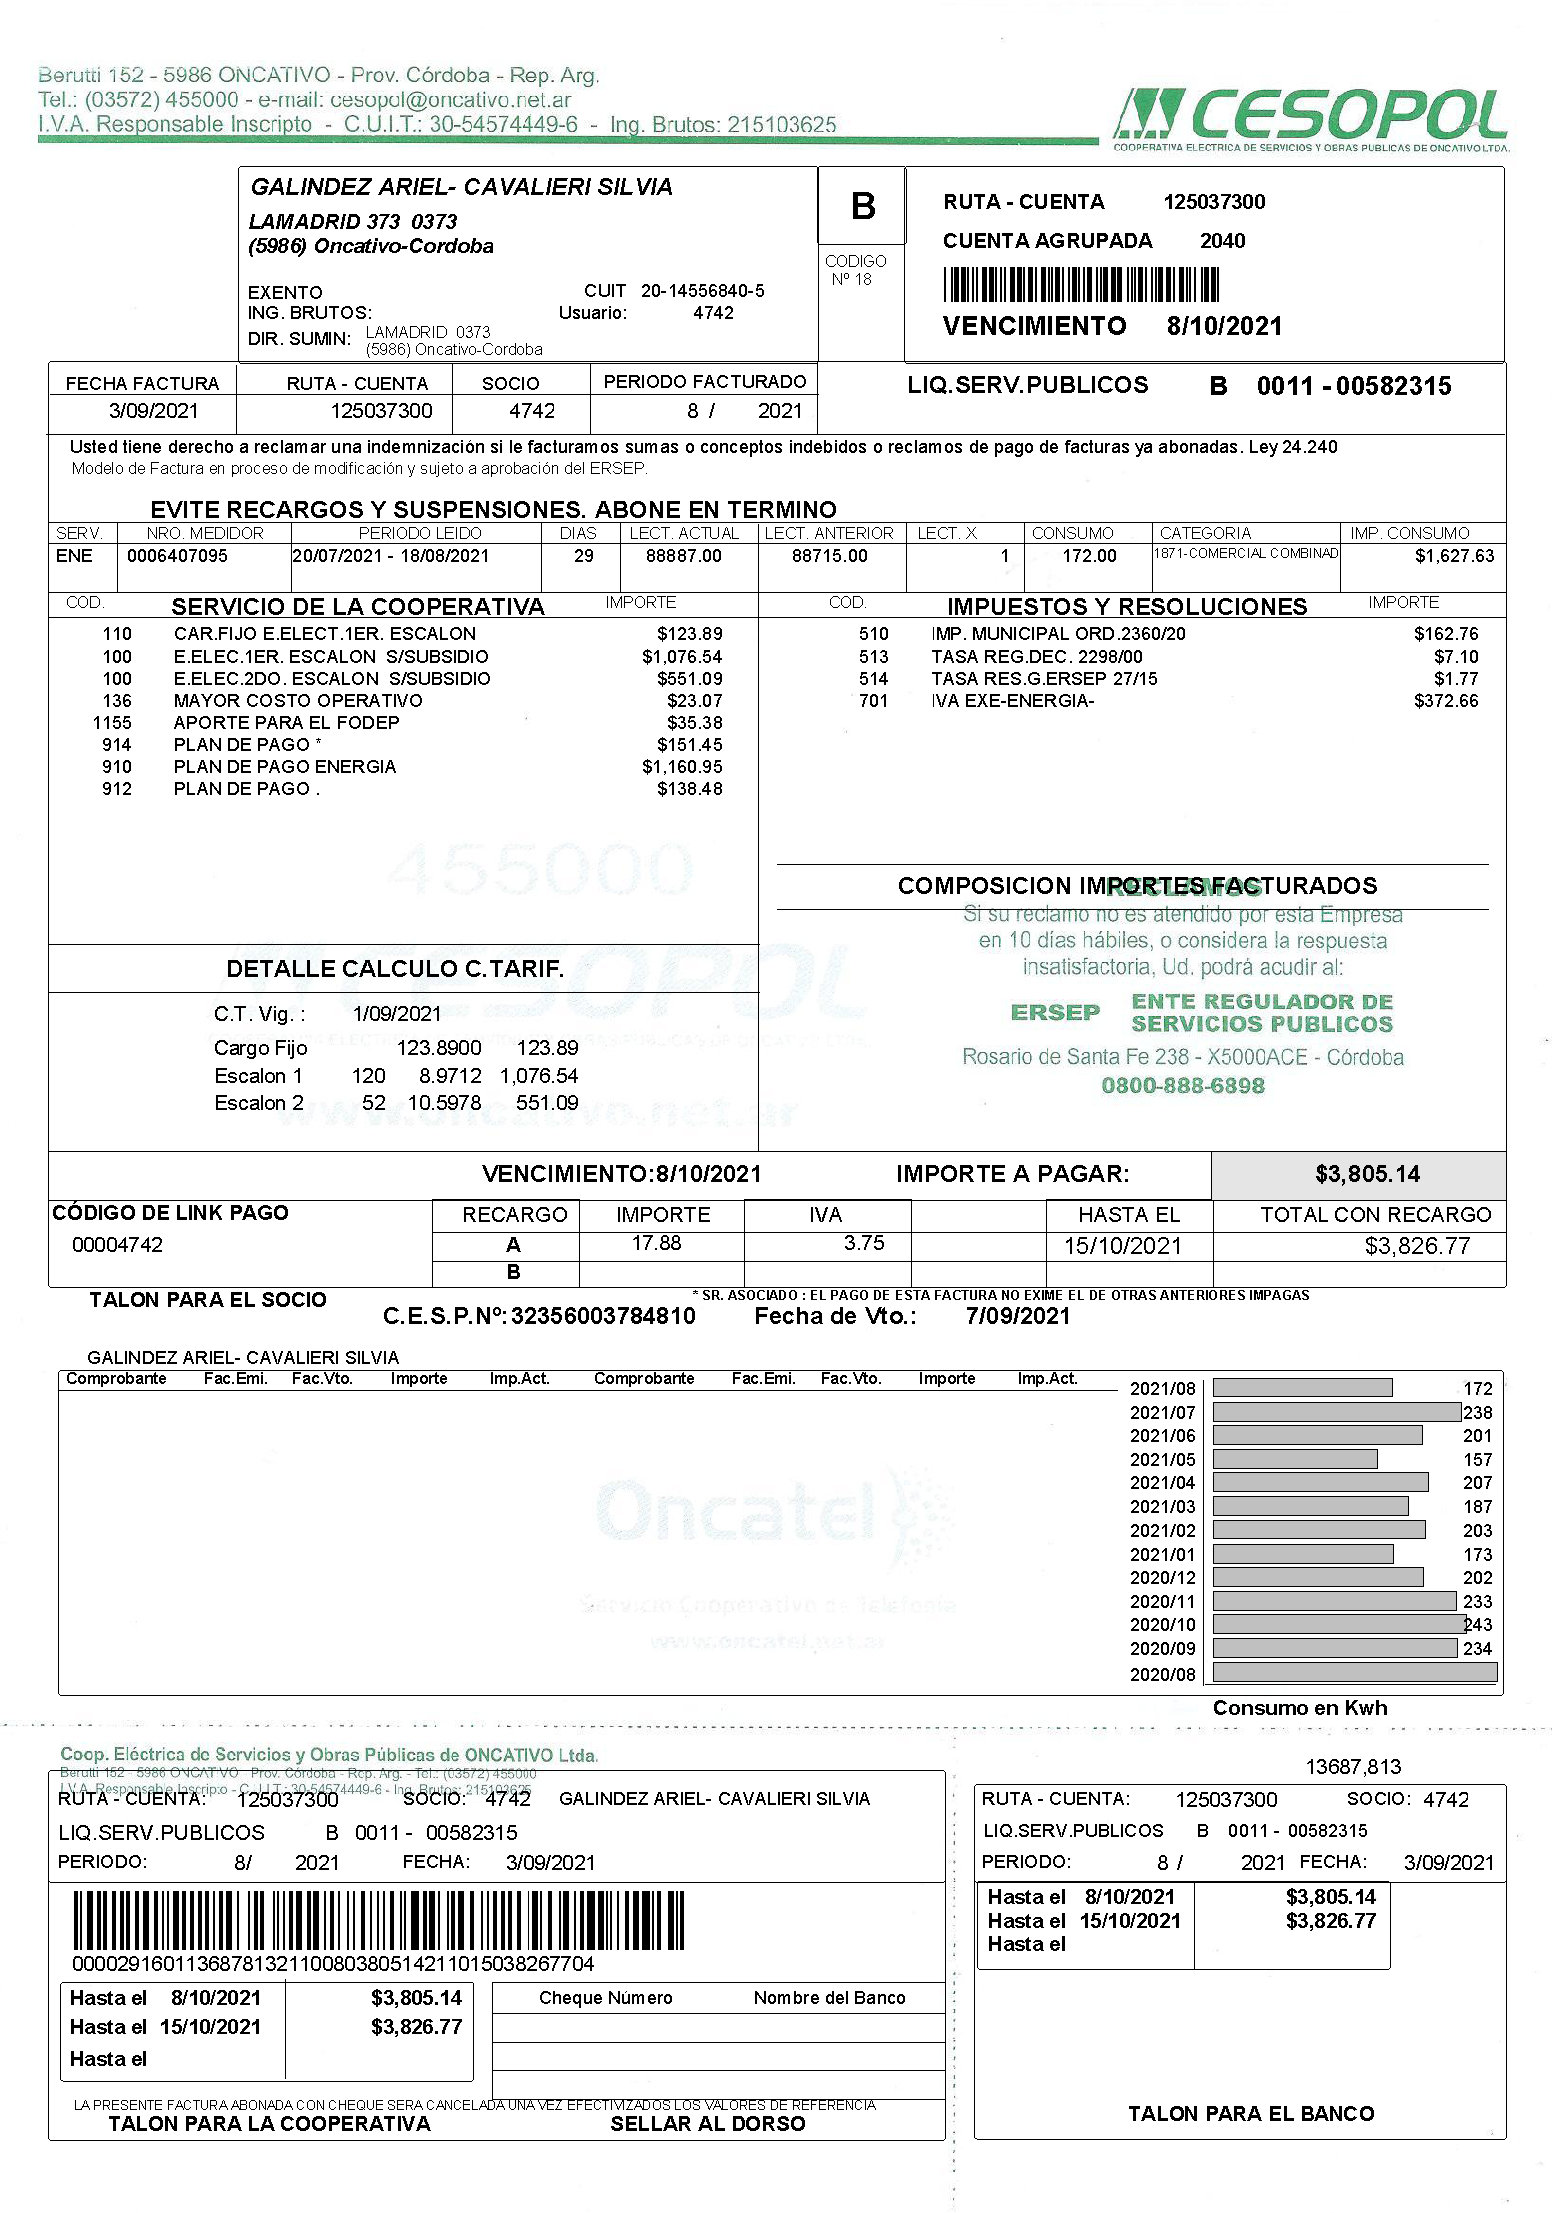 Berutti 152 - 5986 ONCATIVO - Prov. Córdoba - Rep. Arg.
Tel.: (03572) 455000 - e-mail: cesopol@oncativo.net.ar
I.V.A. Responsable Inscripto - C.U.I.T.: 30-54574449-6 - Ing. Brutos: 215103625
CESOPOL
COOPERATIVA ELECTRICA DE SERVICIOS Y OBRAS PUBLICAS DE ONCATIVO LTDA.
GALINDEZ ARIEL- CAVALIERI SILVIA
LAMADRID 373 0373
(5986) Oncativo-Cordoba
EXENTO CUIT 20-14556840-5
ING. BRUTOS: Usuario: 4742
DIR. SUMIN: LAMADRID 0373
(5986) Oncativo-Cordoba
B
CODIGO
Nº 18
RUTA - CUENTA 125037300
CUENTA AGRUPADA 2040
VENCIMIENTO 8/10/2021
FECHA FACTURA RUTA - CUENTA SOCIO PERIODO FACTURADO
3/09/2021 125037300 4742 8 / 2021
LIQ.SERV.PUBLICOS B 0011 - 00582315
Usted tiene derecho a reclamar una indemnización si le facturamos sumas o conceptos indebidos o reclamos de pago de facturas ya abonadas. Ley 24.240
Modelo de Factura en proceso de modificación y sujeto a aprobación del ERSEP.
EVITE RECARGOS Y SUSPENSIONES. ABONE EN TERMINO
SERV. NRO. MEDIDOR PERIODO LEIDO DIAS LECT. ACTUAL LECT. ANTERIOR LECT. X CONSUMO CATEGORIA IMP. CONSUMO
ENE 0006407095 20/07/2021 - 18/08/2021 29 88887.00 88715.00 1 172.00 1871-COMERCIAL COMBINAD $1,627.63
COD. SERVICIO DE LA COOPERATIVA IMPORTE
110 CAR.FIJO E.ELECT.1ER. ESCALON $123.89
100 E.ELEC.1ER. ESCALON S/SUBSIDIO $1,076.54
100 E.ELEC.2DO. ESCALON S/SUBSIDIO $551.09
136 MAYOR COSTO OPERATIVO $23.07
1155 APORTE PARA EL FODEP $35.38
914 PLAN DE PAGO * $151.45
910 PLAN DE PAGO ENERGIA $1,160.95
912 PLAN DE PAGO . $138.48
COD. IMPUESTOS Y RESOLUCIONES IMPORTE
510 IMP. MUNICIPAL ORD.2360/20 $162.76
513 TASA REG.DEC. 2298/00 $7.10
514 TASA RES.G.ERSEP 27/15 $1.77
701 IVA EXE-ENERGIA- $372.66
455000
CESOPOL
www.oncativo.net.ar
COMPOSICION IMPORTES FACTURADOS
RECLAMOS
Si su reclamo no es atendido por esta Empresa
en 10 días hábiles, o considera la respuesta
insatisfactoria, Ud. podrá acudir al:
ERSEP ENTE REGULADOR DE
SERVICIOS PUBLICOS
Rosario de Santa Fe 238 - X5000ACE - Córdoba
0800-888-6898
DETALLE CALCULO C.TARIF.
C.T. Vig. : 1/09/2021
Cargo Fijo 123.8900 123.89
Escalon 1 120 8.9712 1,076.54
Escalon 2 52 10.5978 551.09
VENCIMIENTO:8/10/2021 IMPORTE A PAGAR: $3,805.14
CÓDIGO DE LINK PAGO
00004742
RECARGO IMPORTE IVA HASTA EL TOTAL CON RECARGO
A 17.88 3.75 15/10/2021 $3,826.77
B
TALON PARA EL SOCIO
* SR. ASOCIADO : EL PAGO DE ESTA FACTURA NO EXIME EL DE OTRAS ANTERIORES IMPAGAS
C.E.S.P.Nº: 32356003784810 Fecha de Vto.: 7/09/2021
GALINDEZ ARIEL- CAVALIERI SILVIA
Comprobante Fac.Emi. Fac.Vto. Importe Imp.Act. Comprobante Fac.Emi. Fac.Vto. Importe Imp.Act.
2021/08 172
2021/07 238
2021/06 201
2021/05 157
2021/04 207
2021/03 187
2021/02 203
2021/01 173
2020/12 202
2020/11 233
2020/10 243
2020/09 234
2020/08
Consumo en Kwh
Oncatel
Servicio Cooperativo de Telefonía
www.oncatel.net.ar
Coop. Eléctrica de Servicios y Obras Públicas de ONCATIVO Ltda.
Berutti 152 - 5986 ONCATIVO - Prov. Córdoba - Rep. Arg. - Tel.: (03572) 455000
I.V.A. Responsable Inscripto - C.U.I.T.: 30-54574449-6 - Ing. Brutos: 215103625
RUTA - CUENTA: 125037300 SOCIO: 4742 GALINDEZ ARIEL- CAVALIERI SILVIA
LIQ.SERV.PUBLICOS B 0011 - 00582315
PERIODO: 8/ 2021 FECHA: 3/09/2021
00002916011368781321100803805142110150382677​04
Hasta el 8/10/2021 $3,805.14
Hasta el 15/10/2021 $3,826.77
Hasta el
Cheque Número Nombre del Banco
LA PRESENTE FACTURA ABONADA CON CHEQUE SERA CANCELADA UNA VEZ EFECTIVIZADOS LOS VALORES DE REFERENCIA
TALON PARA LA COOPERATIVA SELLAR AL DORSO
13687,813
RUTA - CUENTA: 125037300 SOCIO: 4742
LIQ.SERV.PUBLICOS B 0011 - 00582315
PERIODO: 8 / 2021 FECHA: 3/09/2021
Hasta el 8/10/2021 $3,805.14
Hasta el 15/10/2021 $3,826.77
Hasta el
TALON PARA EL BANCO